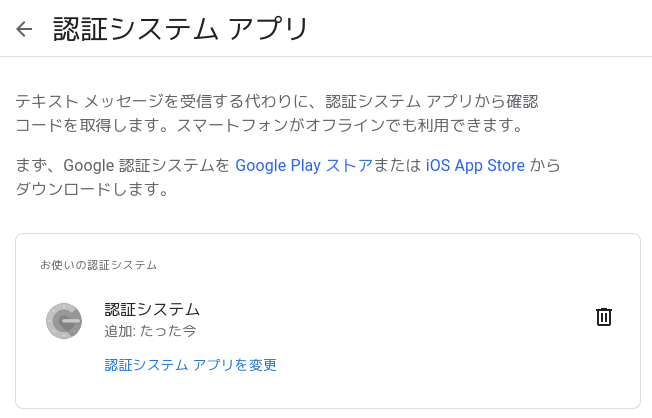 認証システム アプリ
テキスト メッセージを受信する代わりに、認証システム アプリから確認
コードを取得します。スマートフォンがオフラインでも利用できます。
まず、Google 認証システムを Google Play ストアまたは iOS App Store から
ダウンロードします。
お使いの認証システム
認証システム
追加: たった今
認証システム アプリを変更